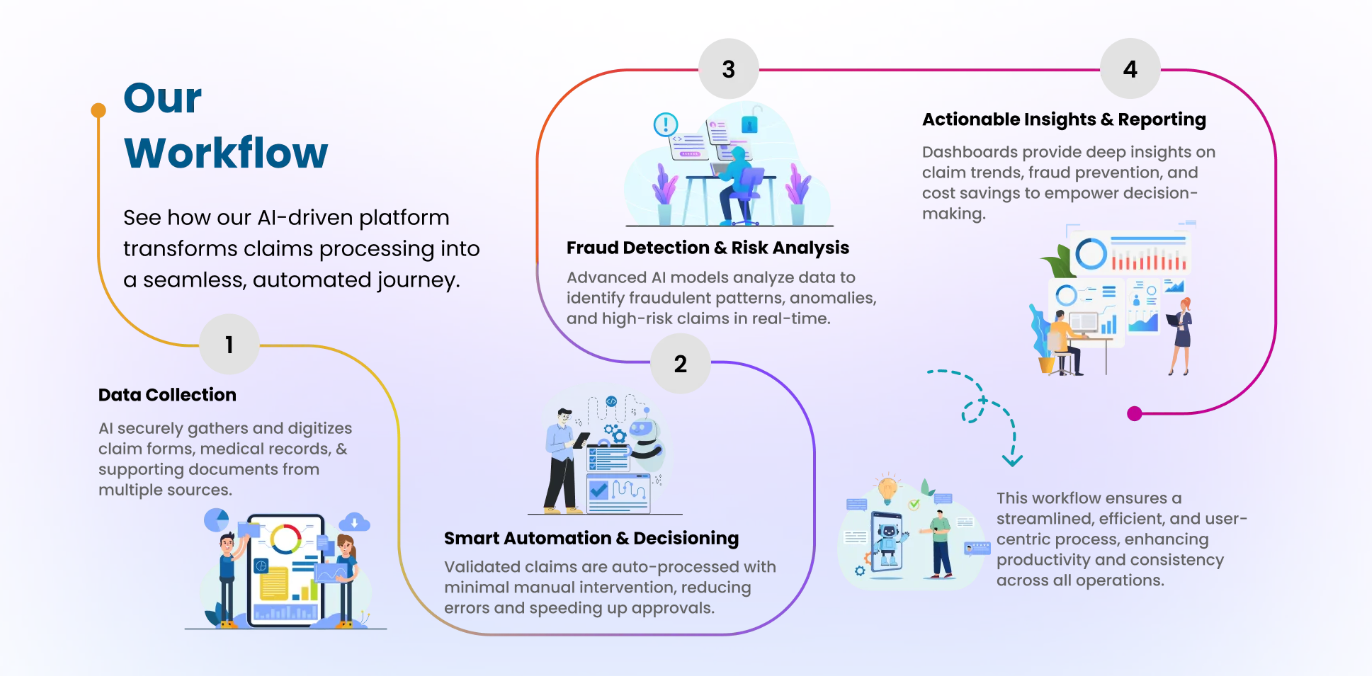 Our
Workflow
See how our AI-driven platform
transforms claims processing into
a seamless, automated journey.
1
Data Collection
AI securely gathers and digitizes
claim forms, medical records, &
supporting documents from
multiple sources.
2
Smart Automation & Decisioning
Validated claims are auto-processed with
minimal manual intervention, reducing
errors and speeding up approvals.
3
Fraud Detection & Risk Analysis
Advanced AI models analyze data to
identify fraudulent patterns, anomalies,
and high-risk claims in real-time.
4
Actionable Insights & Reporting
Dashboards provide deep insights on
claim trends, fraud prevention, and
cost savings to empower decision-
making.
This workflow ensures a
streamlined, efficient, and user-
centric process, enhancing
productivity and consistency
across all operations.